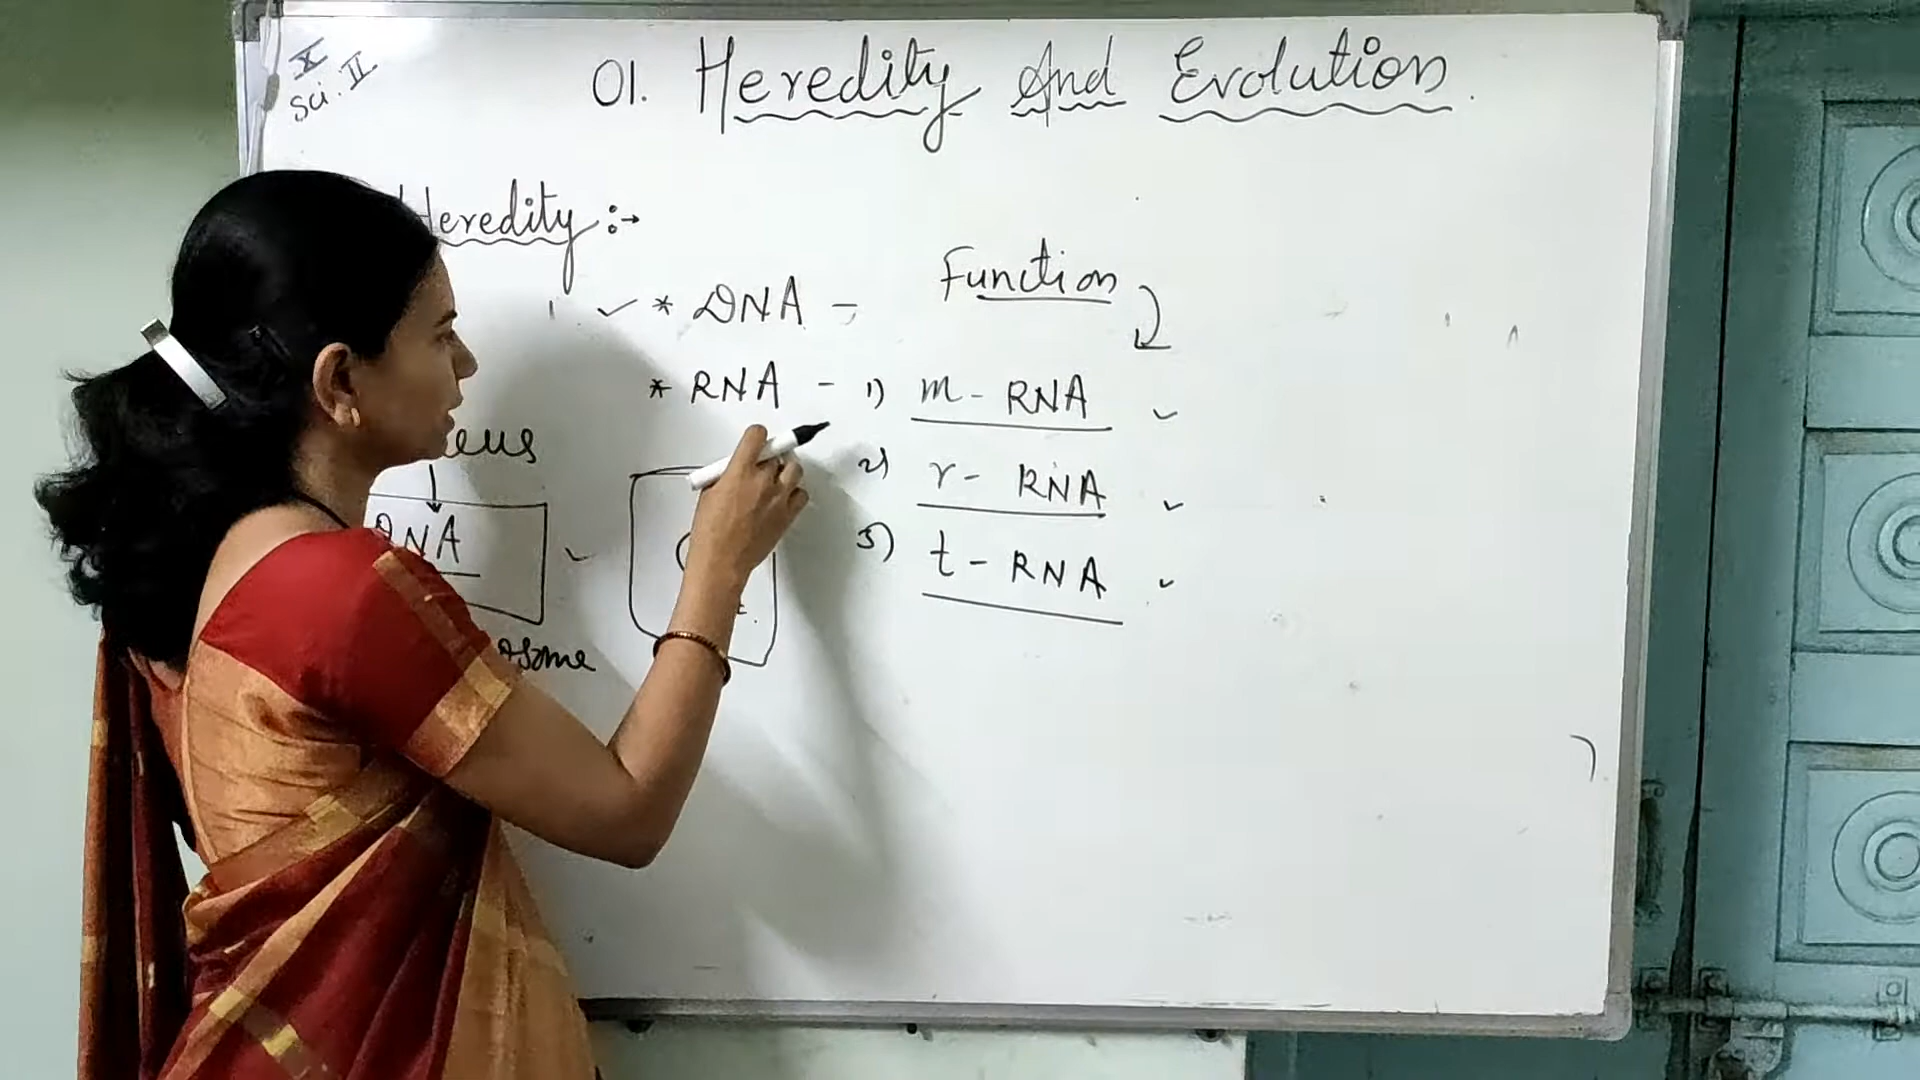 X
Sci. II
01. Heredity And Evolution.
Heredity :→
Function
✓ * DNA -
* RNA - 1) m - RNA ✓
2) r - RNA ✓
3) t - RNA ✓
DNA ✓